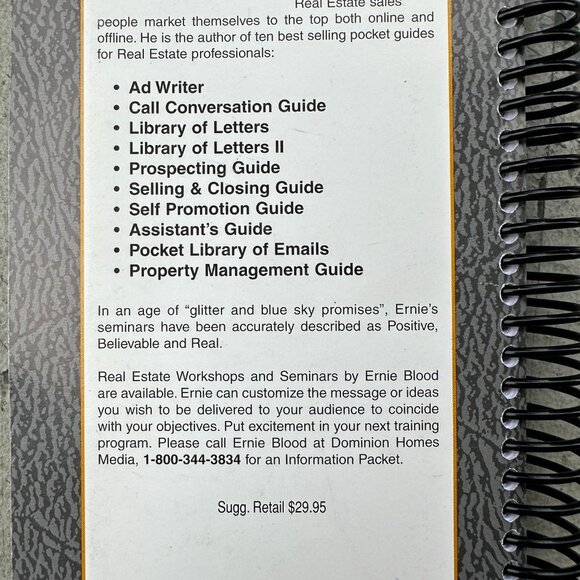 Real Estate sales
people market themselves to the top both online and
offline. He is the author of ten best selling pocket guides
for Real Estate professionals:
• Ad Writer
• Call Conversation Guide
• Library of Letters
• Library of Letters II
• Prospecting Guide
• Selling & Closing Guide
• Self Promotion Guide
• Assistant's Guide
• Pocket Library of Emails
• Property Management Guide
In an age of “glitter and blue sky promises”, Ernie's
seminars have been accurately described as Positive,
Believable and Real.
Real Estate Workshops and Seminars by Ernie Blood
are available. Ernie can customize the message or ideas
you wish to be delivered to your audience to coincide
with your objectives. Put excitement in your next training
program. Please call Ernie Blood at Dominion Homes
Media, 1-800-344-3834 for an Information Packet.
Sugg. Retail $29.95